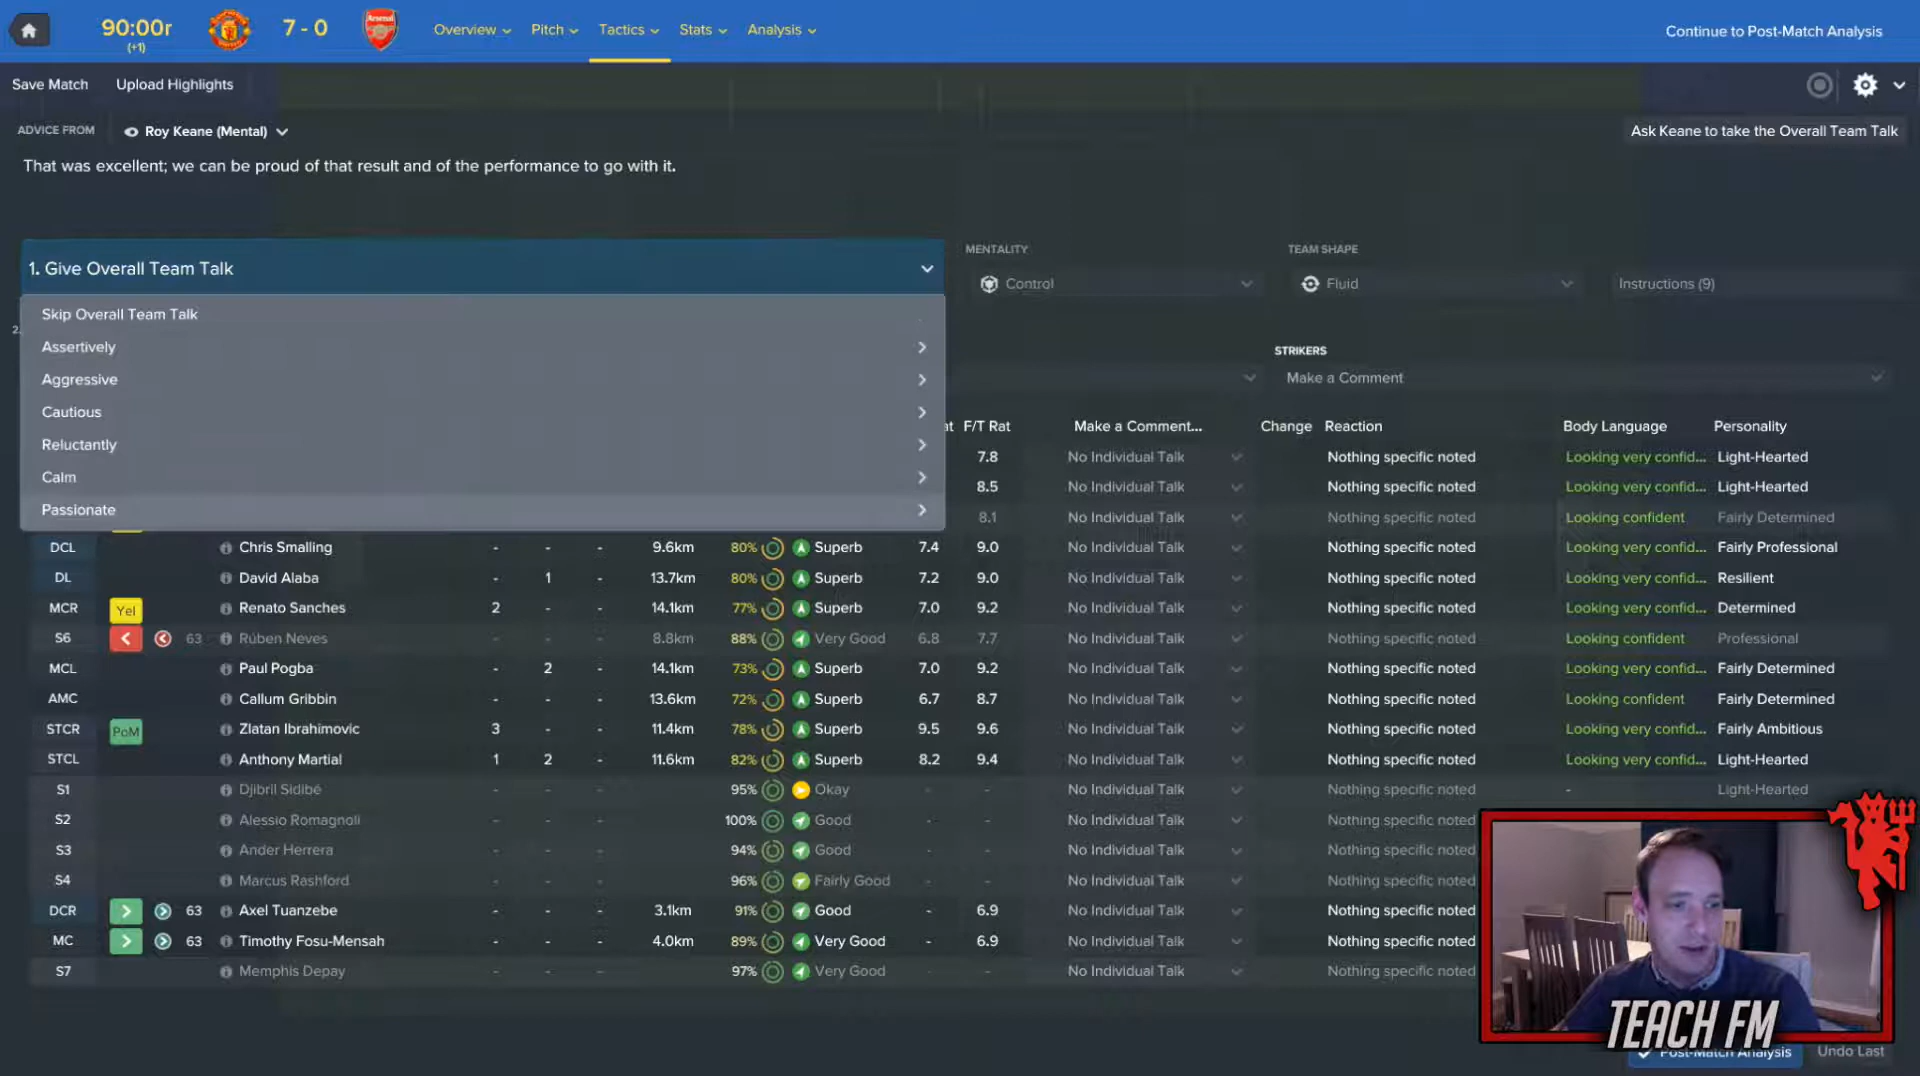 90:00r
(+1)
7 - 0
Arsenal
Overview
Pitch
Tactics
Stats
Analysis
Continue to Post-Match Analysis
Save Match
Upload Highlights
ADVICE FROM
Roy Keane (Mental)
Ask Keane to take the Overall Team Talk
That was excellent; we can be proud of that result and of the performance to go with it.
1. Give Overall Team Talk
MENTALITY
Control
TEAM SHAPE
Fluid
Instructions (9)
Skip Overall Team Talk
2.
Assertively
Aggressive
Cautious
Reluctantly
Calm
Passionate
STRIKERS
Make a Comment
F/T Rat Make a Comment... Change Reaction Body Language Personality
7.8 No Individual Talk Nothing specific noted Looking very confid... Light-Hearted
8.5 No Individual Talk Nothing specific noted Looking very confid... Light-Hearted
8.1 No Individual Talk Nothing specific noted Looking confident Fairly Determined
DCL Chris Smalling - - - 9.6km 80% Superb 7.4 9.0 No Individual Talk Nothing specific noted Looking very confid... Fairly Professional
DL David Alaba - 1 - 13.7km 80% Superb 7.2 9.0 No Individual Talk Nothing specific noted Looking very confid... Resilient
MCR Yel Renato Sanches 2 - - 14.1km 77% Superb 7.0 9.2 No Individual Talk Nothing specific noted Looking very confid... Determined
S6 63 Rúben Neves - - - 8.8km 88% Very Good 6.8 7.7 No Individual Talk Nothing specific noted Looking confident Professional
MCL Paul Pogba - 2 - 14.1km 73% Superb 7.0 9.2 No Individual Talk Nothing specific noted Looking very confid... Fairly Determined
AMC Callum Gribbin - - - 13.6km 72% Superb 6.7 8.7 No Individual Talk Nothing specific noted Looking confident Fairly Determined
STCR PoM Zlatan Ibrahimovic 3 - - 11.4km 78% Superb 9.5 9.6 No Individual Talk Nothing specific noted Looking very confid... Fairly Ambitious
STCL Anthony Martial 1 2 - 11.6km 82% Superb 8.2 9.4 No Individual Talk Nothing specific noted Looking very confid... Light-Hearted
S1 Djibril Sidibé - - - 95% Okay - - No Individual Talk Nothing specific noted - Light-Hearted
S2 Alessio Romagnoli - - - 100% Good - - No Individual Talk Nothing specific noted
S3 Ander Herrera - - - 94% Good - - No Individual Talk Nothing specific noted
S4 Marcus Rashford - - - 96% Fairly Good - - No Individual Talk Nothing specific noted
DCR 63 Axel Tuanzebe - - - 3.1km 91% Good - 6.9 No Individual Talk Nothing specific noted
MC 63 Timothy Fosu-Mensah - - - 4.0km 89% Very Good - 6.9 No Individual Talk Nothing specific noted
S7 Memphis Depay - - - 97% Very Good - - No Individual Talk Nothing specific noted
TEACH FM
Post-Match Analysis
Undo Last